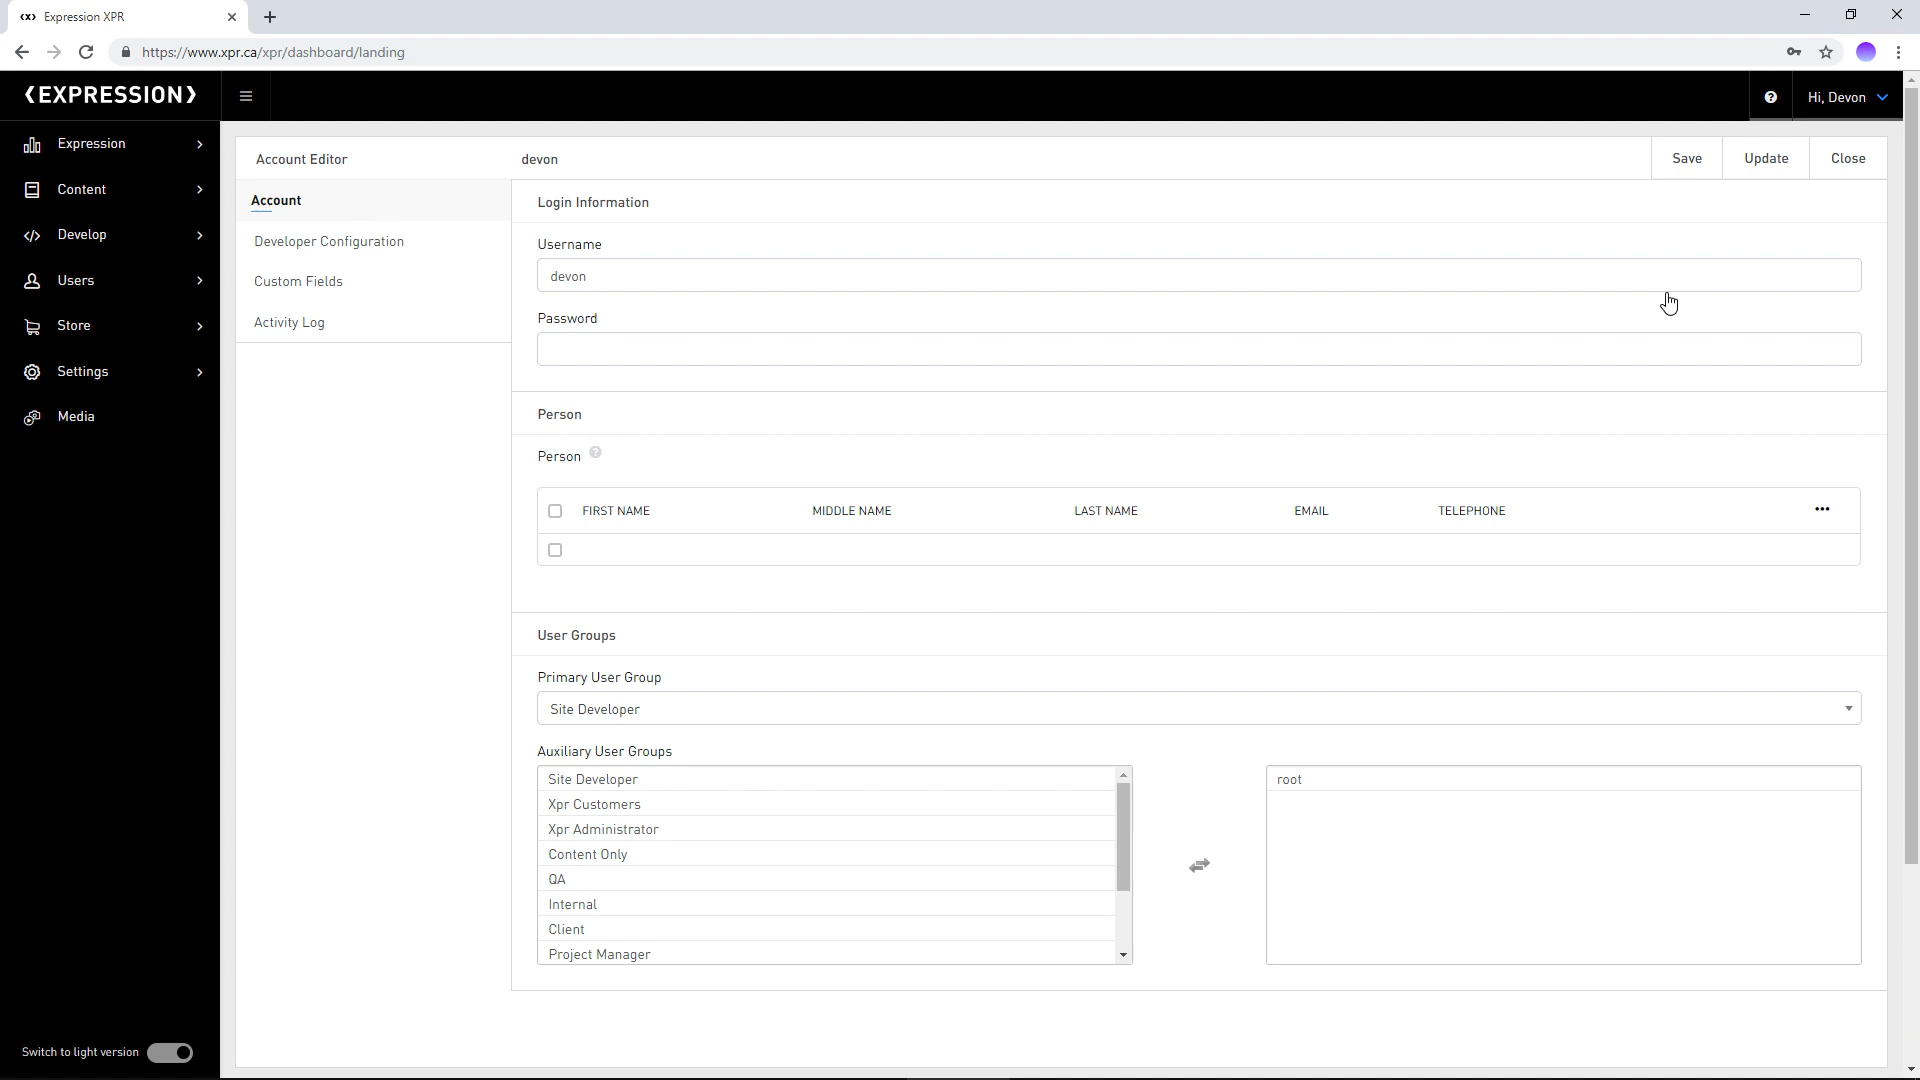 Expression XPR
https://www.xpr.ca/xpr/dashboard/landing
‹EXPRESSION›
Hi, Devon
Expression
Content
Develop
Users
Store
Settings
Media
Switch to light version
Account Editor
devon
Save
Update
Close
Account
Developer Configuration
Custom Fields
Activity Log
Login Information
Username
devon
Password
Person
Person
FIRST NAME MIDDLE NAME LAST NAME EMAIL TELEPHONE
User Groups
Primary User Group
Site Developer
Auxiliary User Groups
Site Developer
Xpr Customers
Xpr Administrator
Content Only
QA
Internal
Client
Project Manager
root